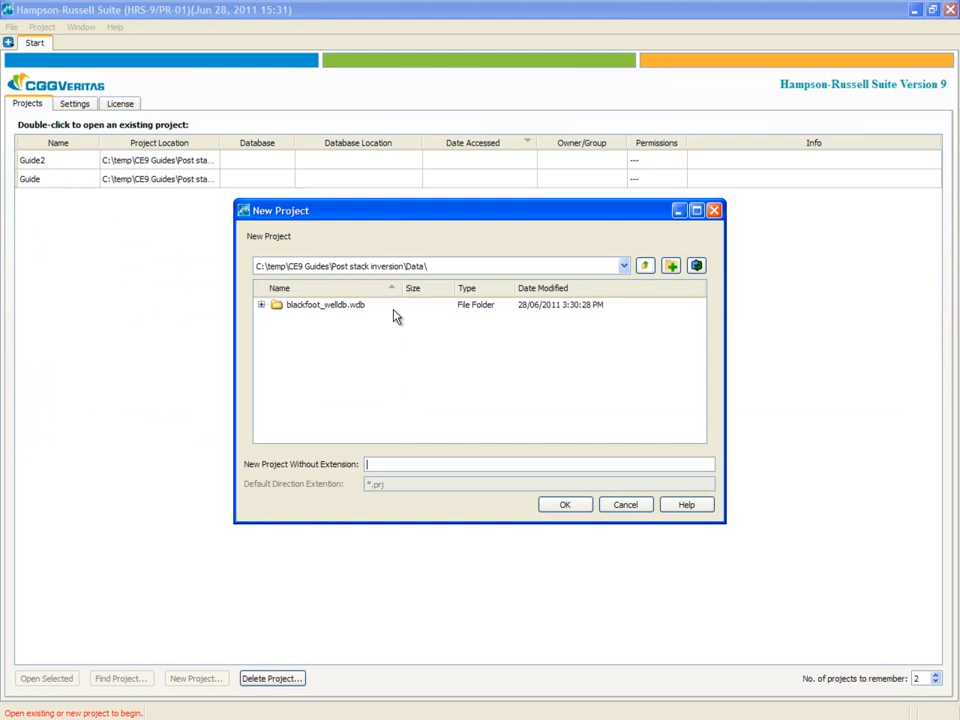 Hampson-Russell Suite (HRS-9/PR-01)(Jun 28, 2011 15:31)
File Project Window Help
Start
CGGVERITAS
Hampson-Russell Suite Version 9
Projects Settings License
Double-click to open an existing project:
Name Project Location Database Database Location Date Accessed Owner/Group Permissions Info
Guide2 C:\temp\CE9 Guides\Post sta... ---
Guide C:\temp\CE9 Guides\Post sta... ---
New Project
New Project
C:\temp\CE9 Guides\Post stack inversion\Data\
Name Size Type Date Modified
blackfoot_welldb.wdb File Folder 28/06/2011 3:30:28 PM
New Project Without Extension:
Default Direction Extention: *.prj
OK Cancel Help
Open Selected Find Project... New Project... Delete Project... No. of projects to remember: 2
Open existing or new project to begin.